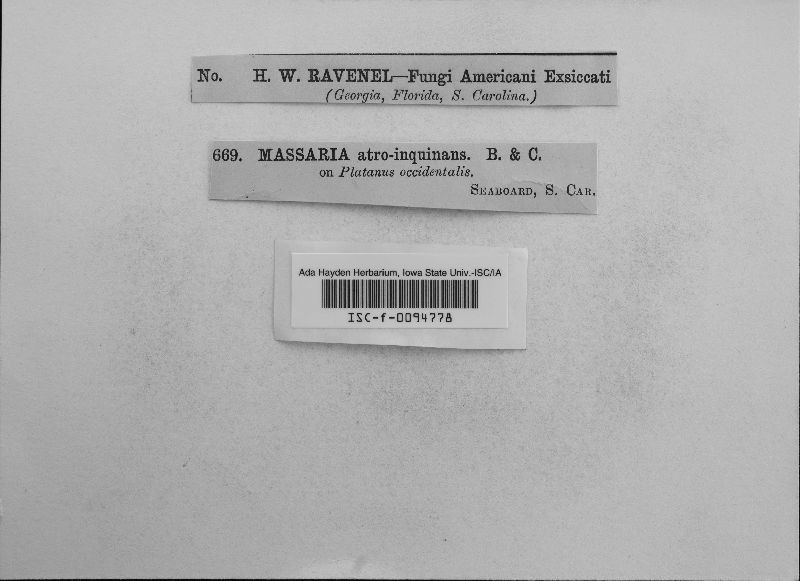 No. H. W. RAVENEL—Fungi Americani Exsiccati
(Georgia, Florida, S. Carolina.)
669. MASSARIA atro-inquinans. B. & C.
on Platanus occidentalis.
SEABOARD, S. CAR.
Ada Hayden Herbarium, Iowa State Univ.-ISC/IA
ISC-f-0094778